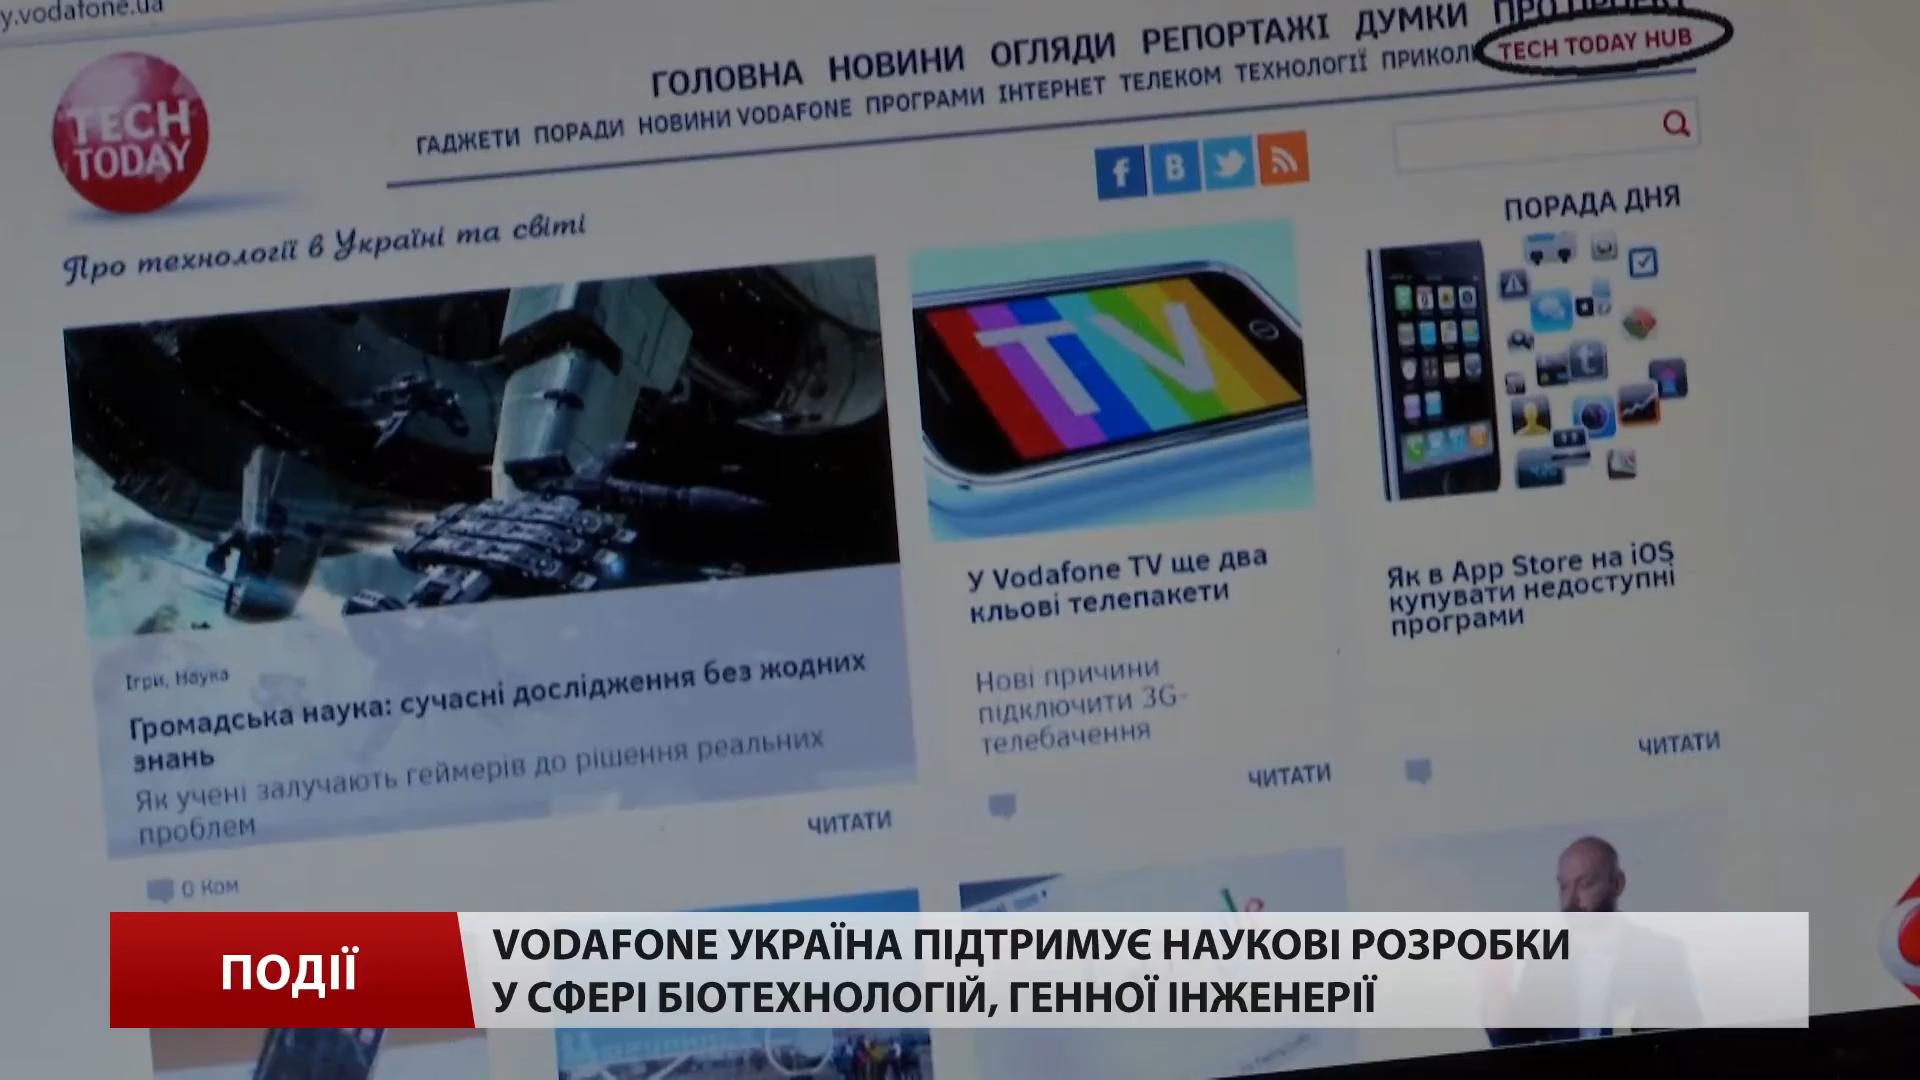 y.vodafone.ua
TECH
TODAY
ГОЛОВНА НОВИНИ ОГЛЯДИ РЕПОРТАЖІ ДУМКИ ПРО ПРОЕКТ
ГАДЖЕТИ ПОРАДИ НОВИНИ VODAFONE ПРОГРАМИ ІНТЕРНЕТ ТЕЛЕКОМ ТЕХНОЛОГІЇ ПРИКОЛИ TECH TODAY HUB
Про технології в Україні та світі
f В
TV
ПОРАДА ДНЯ
Ігри, Наука
Громадська наука: сучасні дослідження без жодних
знань
Як учені залучають геймерів до рішення реальних
проблем
ЧИТАТИ
0 Ком
У Vodafone TV ще два
кльові телепакети
Нові причини
підключити 3G-
телебачення
ЧИТАТИ
Як в App Store на iOS
купувати недоступні
програми
ЧИТАТИ
ПОДІЇ
VODAFONE УКРАЇНА ПІДТРИМУЄ НАУКОВІ РОЗРОБКИ
У СФЕРІ БІОТЕХНОЛОГІЙ, ГЕННОЇ ІНЖЕНЕРІЇ